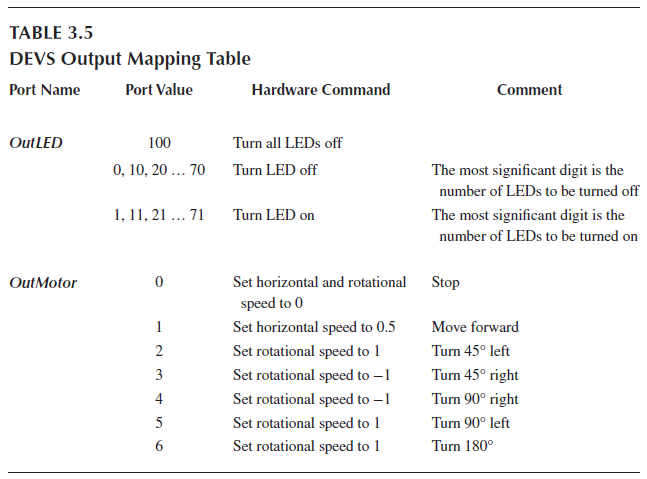 TABLE 3.5
DEVS Output Mapping Table
Port Name Port Value Hardware Command Comment
OutLED 100 Turn all LEDs off
0, 10, 20 … 70 Turn LED off The most significant digit is the
number of LEDs to be turned off
1, 11, 21 … 71 Turn LED on The most significant digit is the
number of LEDs to be turned on
OutMotor 0 Set horizontal and rotational Stop
speed to 0
1 Set horizontal speed to 0.5 Move forward
2 Set rotational speed to 1 Turn 45° left
3 Set rotational speed to −1 Turn 45° right
4 Set rotational speed to −1 Turn 90° right
5 Set rotational speed to 1 Turn 90° left
6 Set rotational speed to 1 Turn 180°